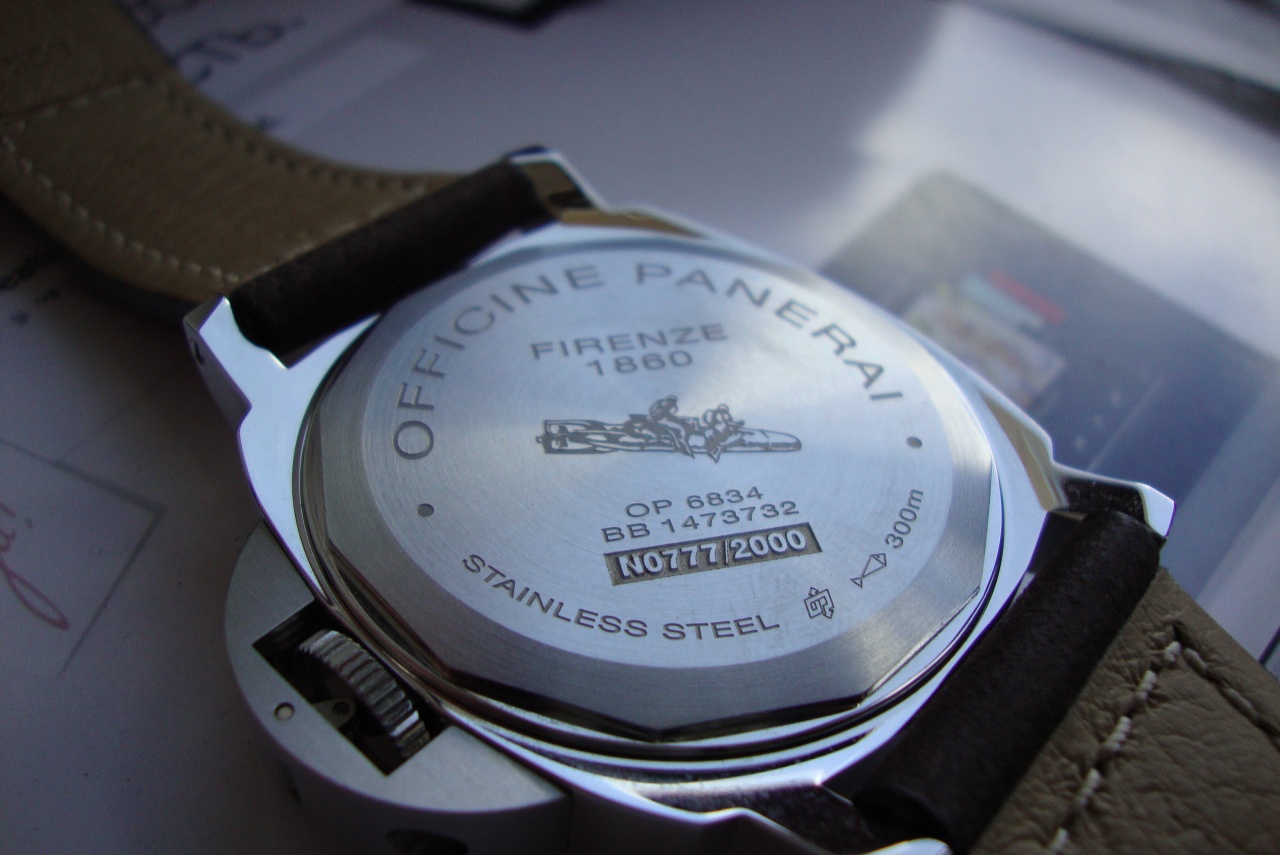 OFFICINE PANERAI
FIRENZE
1860
OP 6834
BB 1473732
N0777/2000
STAINLESS STEEL
300m